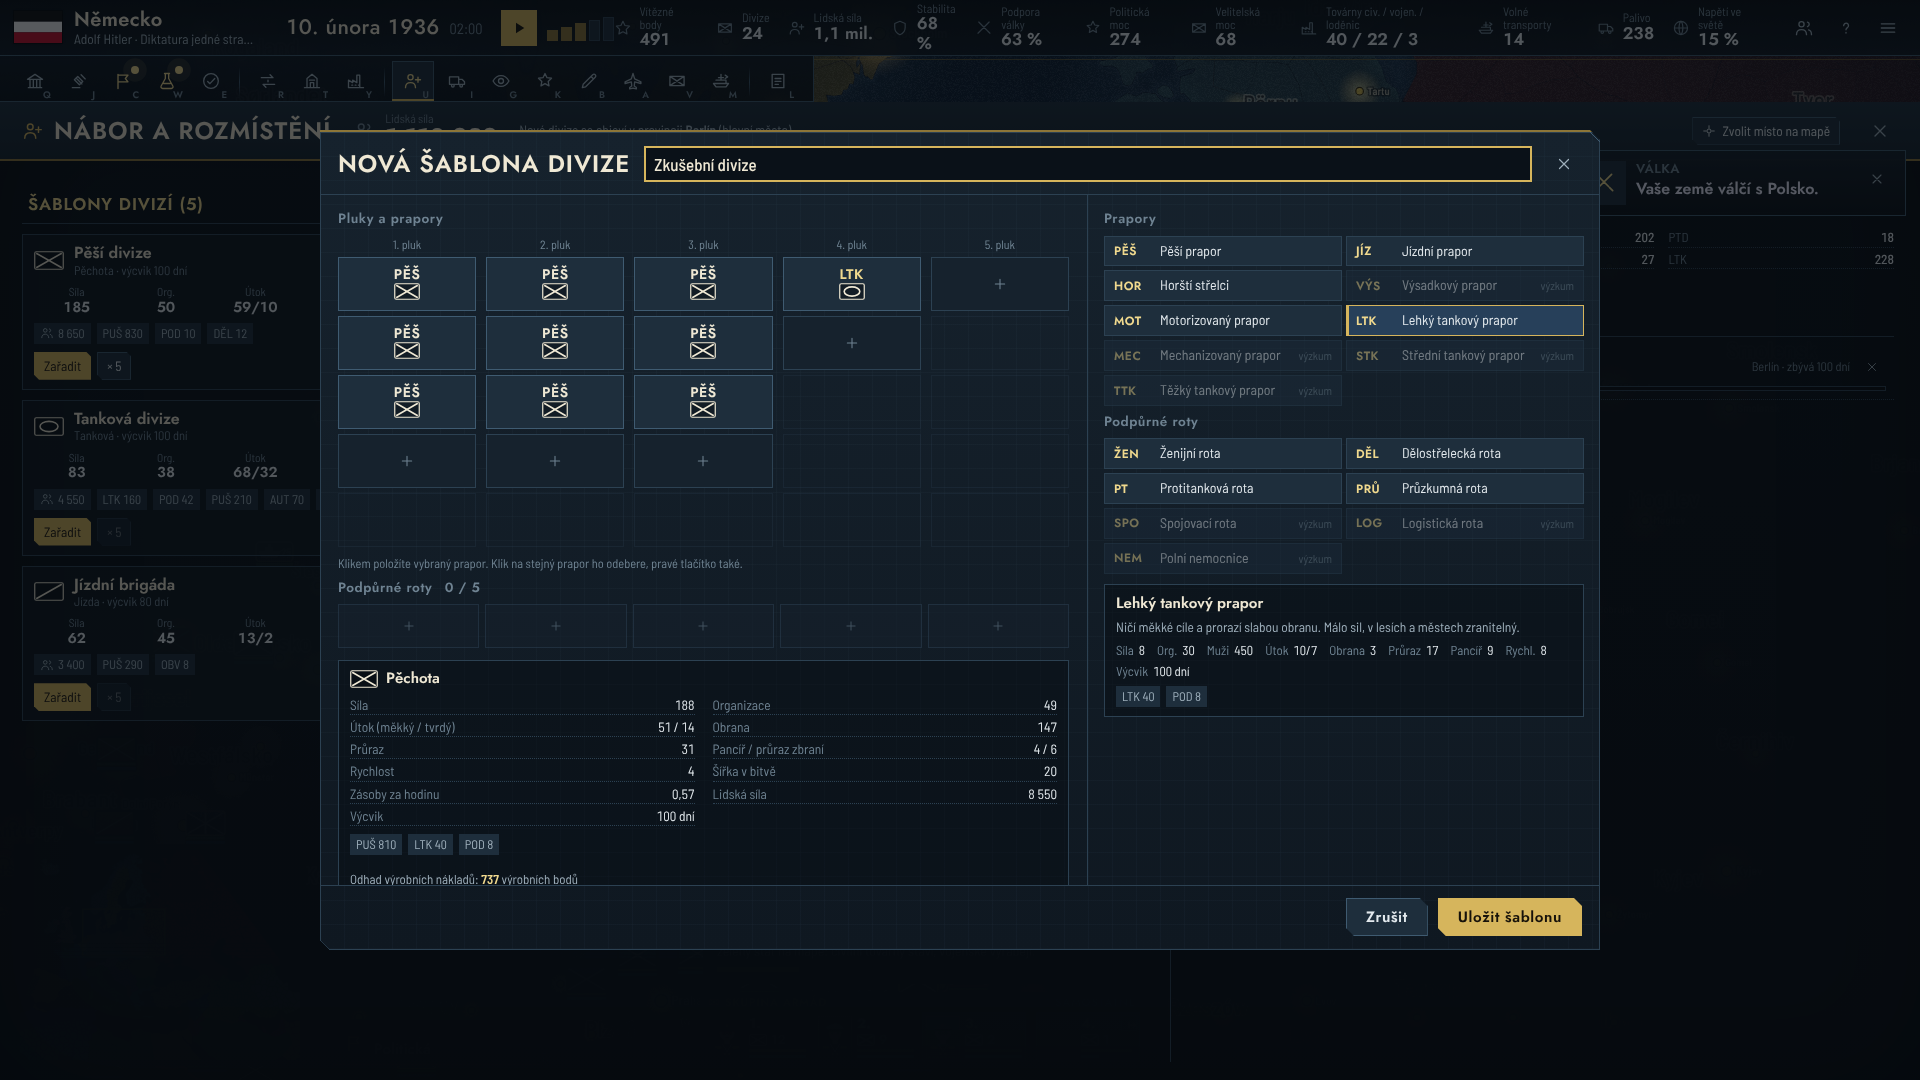 Německo
Adolf Hitler · Diktatura jedné stra...
10. února 1936 02:00
Vítězné body 491
Divize 24
Lidská síla 1,1 mil.
Stabilita 68 %
Podpora války 63 %
Politická moc 274
Velitelská moc 68
Továrny civ. / vojen. / loděnic 40 / 22 / 3
Volné transporty 14
Palivo 238
Napětí ve světě 15 %
?
Q J C W E R T Y U I G K B A V M L
Tartu
NÁBOR A ROZMÍSTĚNÍ
Lidská síla
Zvolit místo na mapě
NOVÁ ŠABLONA DIVIZE
Zkušební divize
VÁLKA
Vaše země válčí s Polsko.
202 PTD 18
27 LTK 228
Berlín · zbývá 100 dní
ŠABLONY DIVIZÍ (5)
Pěší divize
Pěchota · výcvik 100 dní
Síla Org. Útok
185 50 59/10
8 650 PUŠ 830 POD 10 DĚL 12
Zařadit × 5
Tanková divize
Tanková · výcvik 100 dní
Síla Org. Útok
83 38 68/32
4 550 LTK 160 POD 42 PUŠ 210 AUT 70
Zařadit × 5
Jízdní brigáda
Jízda · výcvik 80 dní
Síla Org. Útok
62 45 13/2
3 400 PUŠ 290 OBV 8
Zařadit × 5
Pluky a prapory
1. pluk 2. pluk 3. pluk 4. pluk 5. pluk
PĚŠ PĚŠ PĚŠ LTK +
PĚŠ PĚŠ PĚŠ +
PĚŠ PĚŠ PĚŠ
+ + +
Klikem položíte vybraný prapor. Klik na stejný prapor ho odebere, pravé tlačítko také.
Podpůrné roty 0 / 5
+ + + + +
Pěchota
Síla 188
Organizace 49
Útok (měkký / tvrdý) 51 / 14
Obrana 147
Průraz 31
Pancíř / průraz zbraní 4 / 6
Rychlost 4
Šířka v bitvě 20
Zásoby za hodinu 0,57
Lidská síla 8 550
Výcvik 100 dní
PUŠ 810 LTK 40 POD 8
Odhad výrobních nákladů: 737 výrobních bodů
Prapory
PĚŠ Pěší prapor
JÍZ Jízdní prapor
HOR Horští střelci
VÝS Výsadkový prapor výzkum
MOT Motorizovaný prapor
LTK Lehký tankový prapor
MEC Mechanizovaný prapor výzkum
STK Střední tankový prapor výzkum
TTK Těžký tankový prapor výzkum
Podpůrné roty
ŽEN Ženijní rota
DĚL Dělostřelecká rota
PT Protitanková rota
PRŮ Průzkumná rota
SPO Spojovací rota výzkum
LOG Logistická rota výzkum
NEM Polní nemocnice výzkum
Lehký tankový prapor
Ničí měkké cíle a prorazí slabou obranu. Málo sil, v lesích a městech zranitelný.
Síla 8 Org. 30 Muži 450 Útok 10/7 Obrana 3 Průraz 17 Pancíř 9 Rychl. 8
Výcvik 100 dní
LTK 40 POD 8
Zrušit
Uložit šablonu